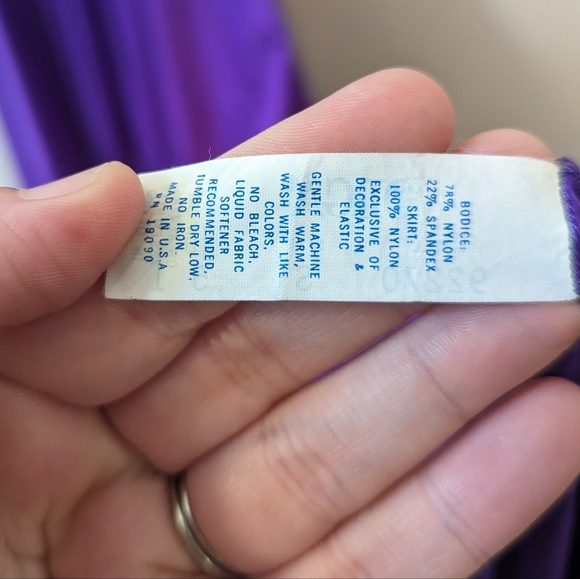 BODICE:
78% NYLON
22% SPANDEX
SKIRT:
100% NYLON
EXCLUSIVE OF
DECORATION &
ELASTIC
GENTLE MACHINE
WASH WARM,
WASH WITH LIKE
COLORS.
NO BLEACH.
LIQUID FABRIC
SOFTENER
RECOMMENDED.
TUMBLE DRY LOW.
NO IRON.
MADE IN U.S.A
RN 19090